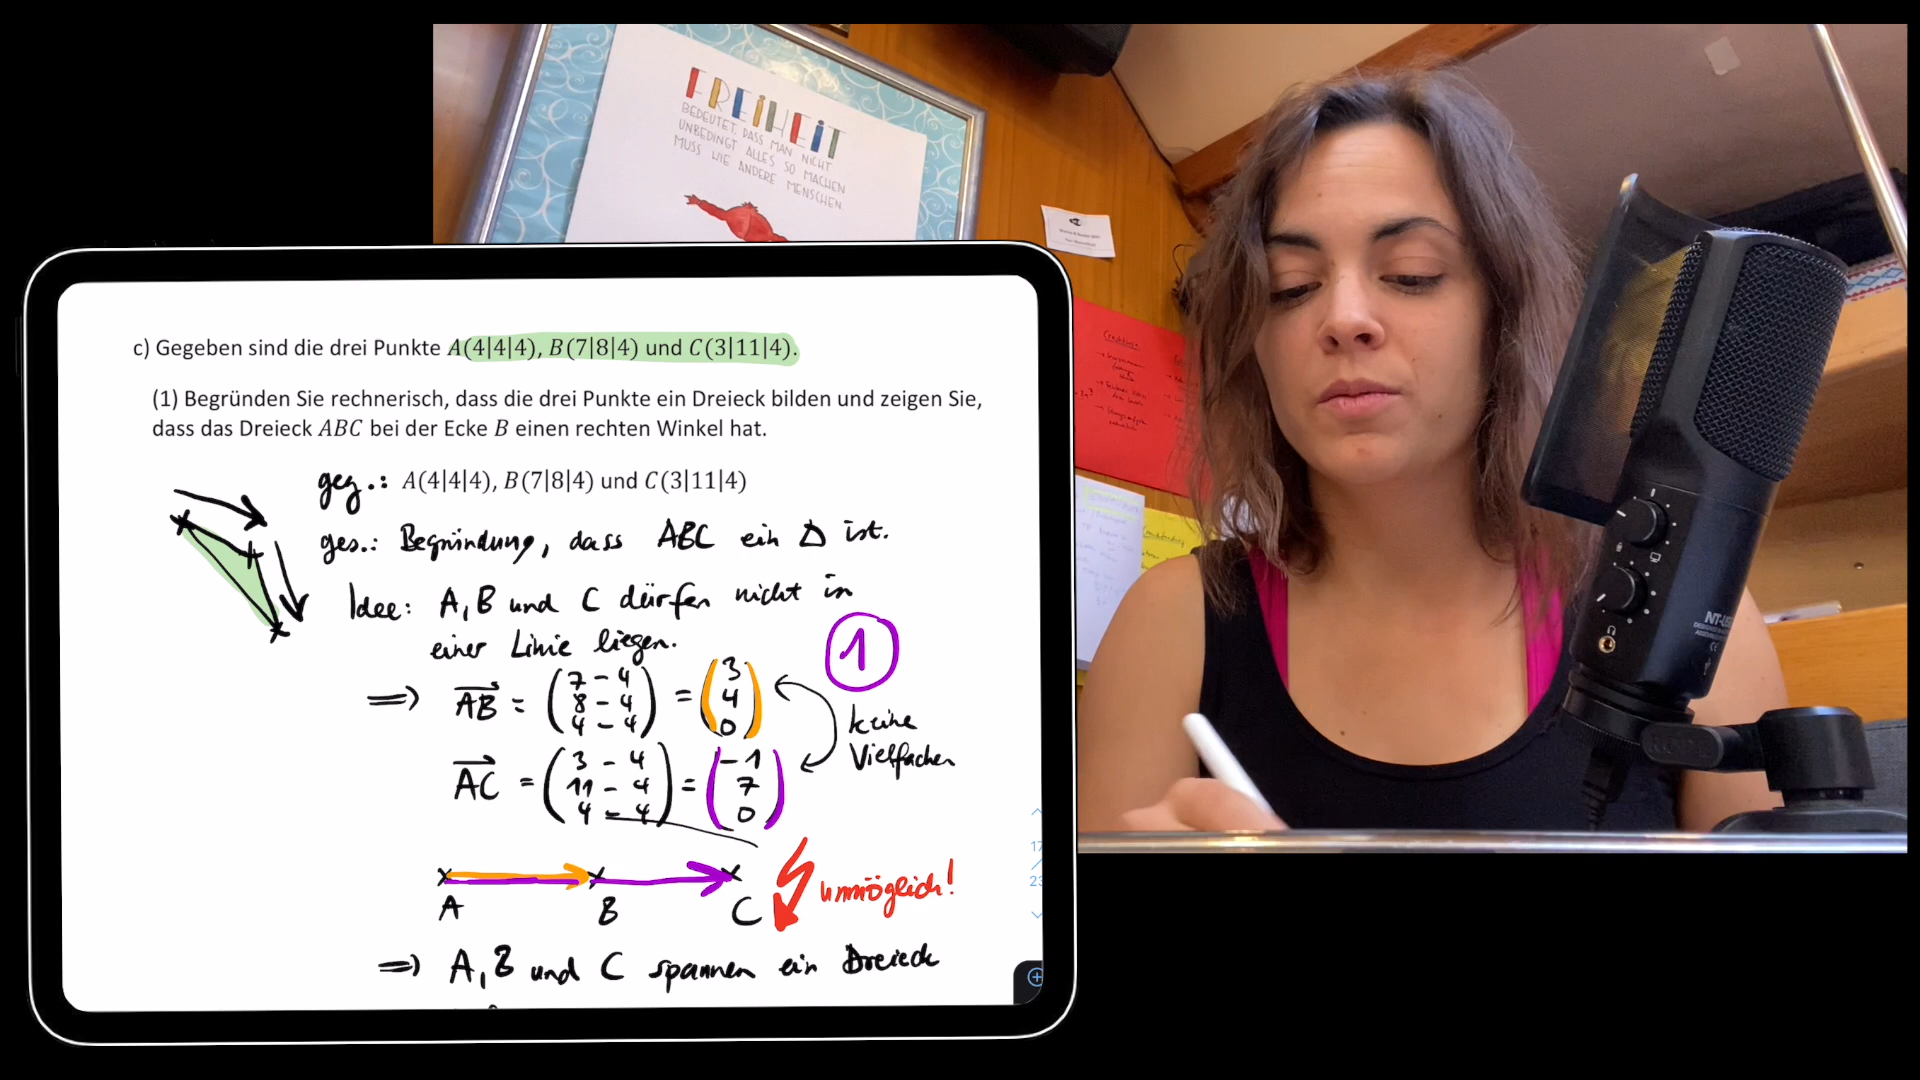 FREIHEIT
BEDEUTET, DASS MAN NICHT
UNBEDINGT ALLES SO MACHEN
MUSS WIE ANDERE MENSCHEN.
c) Gegeben sind die drei Punkte A(4|4|4), B(7|8|4) und C(3|11|4).
(1) Begründen Sie rechnerisch, dass die drei Punkte ein Dreieck bilden und zeigen Sie,
dass das Dreieck ABC bei der Ecke B einen rechten Winkel hat.
geg.: A(4|4|4), B(7|8|4) und C(3|11|4)
ges.: Begründung, dass ABC ein Δ ist.
Idee: A, B und C dürfen nicht in
einer Linie liegen.
1
7 - 4 3
⇒ AB = 8 - 4 = 4
4 - 4 0
keine
Vielfachen
3 - 4 -1
AC = 11 - 4 = 7
4 - 4 0
A B C unmöglich!
⇒ A, B und C spannen ein Dreieck
17
23
NT-USB